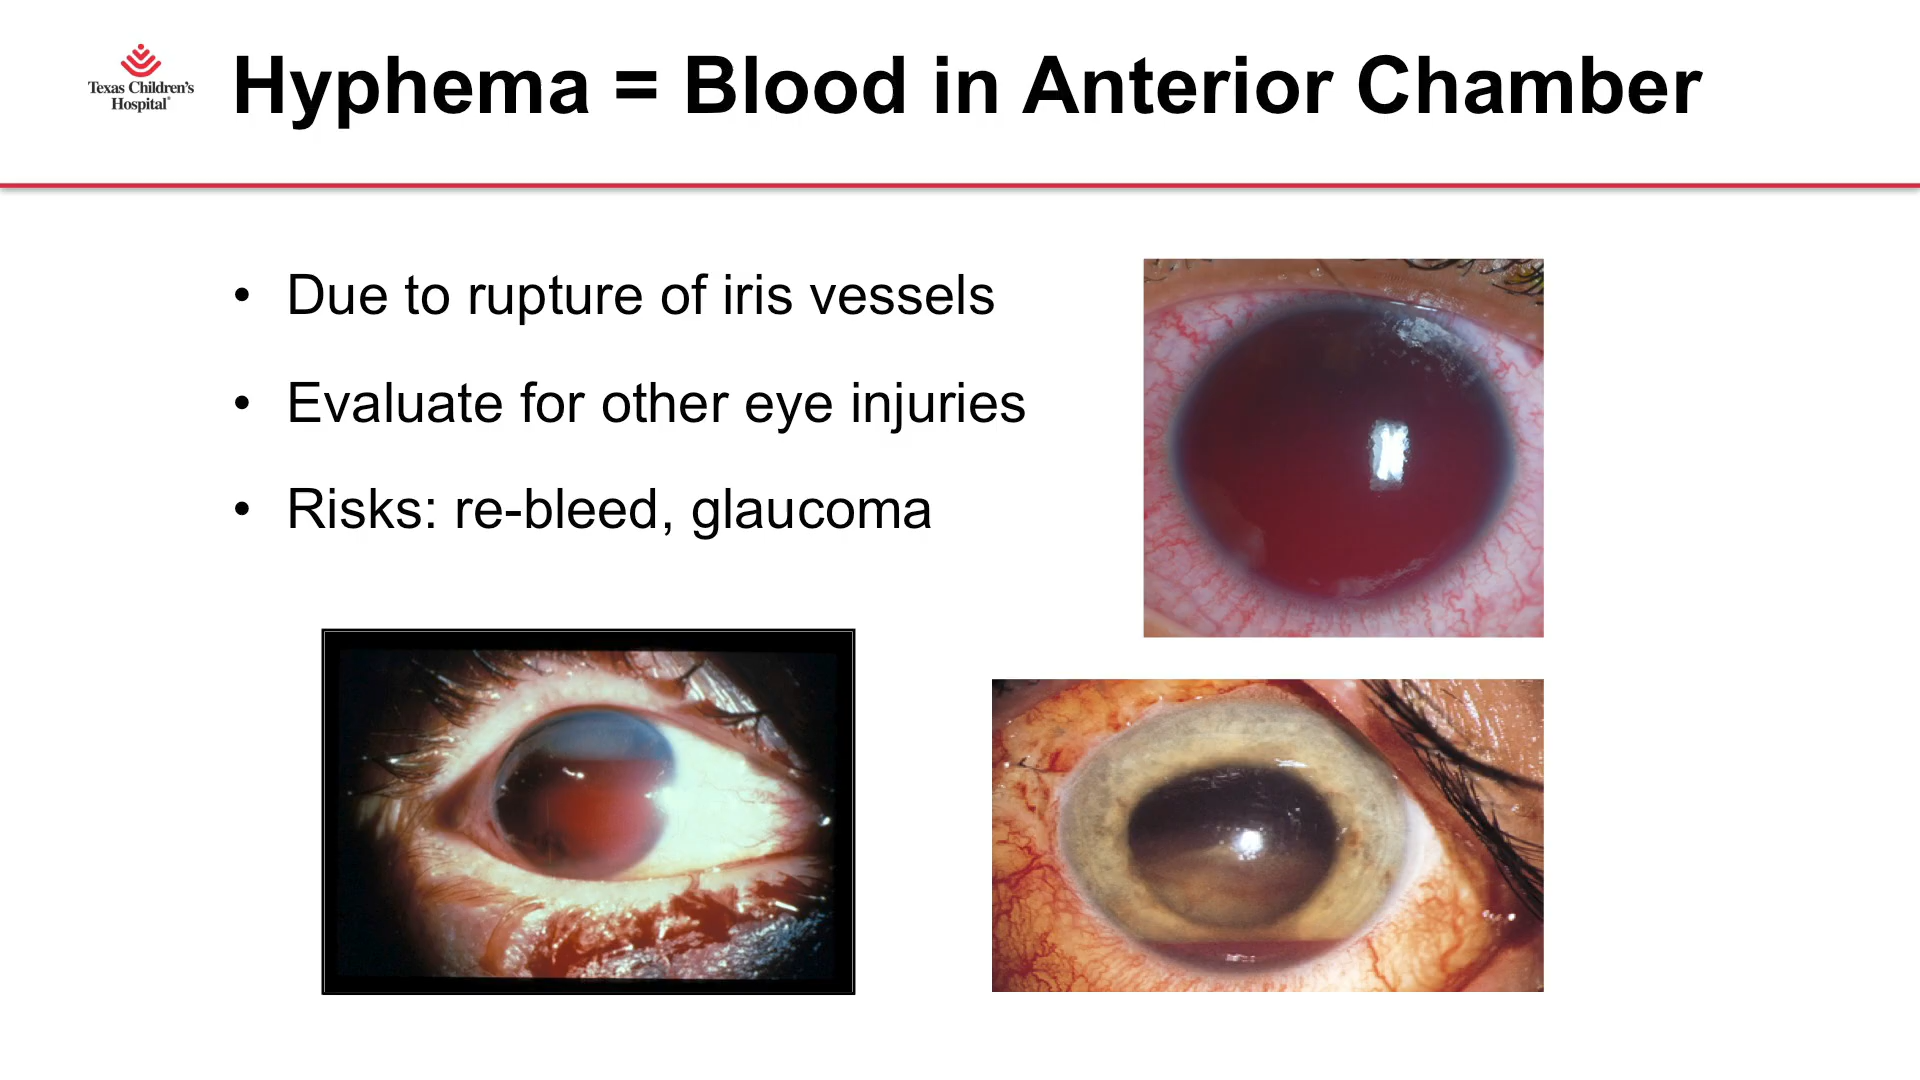 Texas Children's
Hospital®
Hyphema = Blood in Anterior Chamber
• Due to rupture of iris vessels
• Evaluate for other eye injuries
• Risks: re-bleed, glaucoma